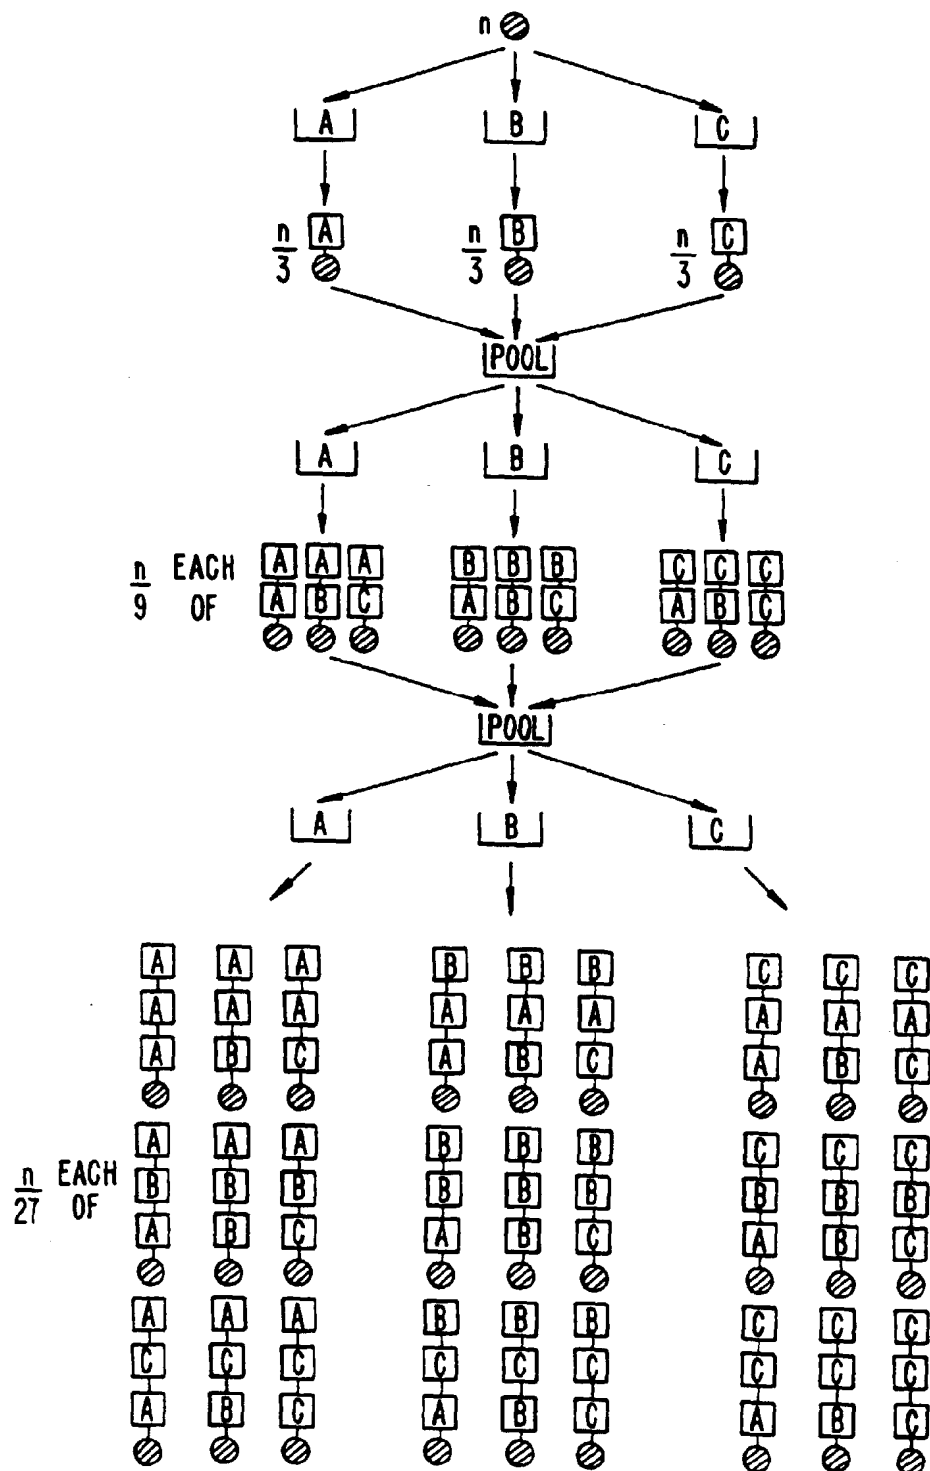 n
A B C
n/3 A n/3 B n/3 C
POOL
A B C
A A A B B B C C C
n/9 EACH OF
A B C A B C A B C
POOL
A B C
A A A B B B C C C
A A A A A A A A A
A B C A B C A B C
A A A B B B C C C
n/27 EACH OF
B B B B B B B B B
A B C A B C A B C
A A A B B B C C C
C C C C C C C C C
A B C A B C A B C